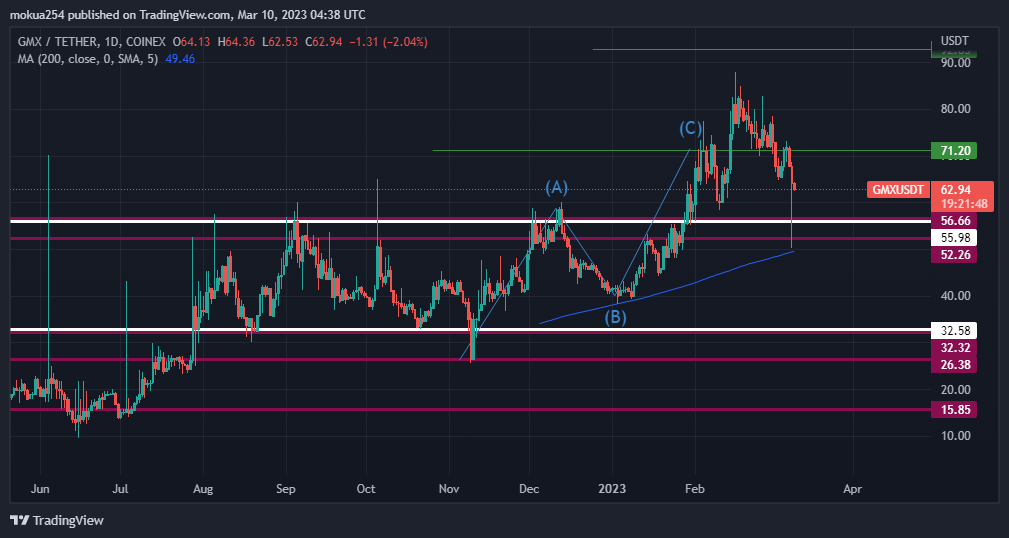 mokua254 published on TradingView.com, Mar 10, 2023 04:38 UTC
GMX / TETHER, 1D, COINEX O64.13 H64.36 L62.53 C62.94 −1.31 (−2.04%)
MA (200, close, 0, SMA, 5) 49.46
USDT
90.00
80.00
(C)
71.20
(A)
GMXUSDT 62.94
19:21:48
56.66
55.98
52.26
40.00
(B)
32.58
32.32
26.38
20.00
15.85
10.00
Jun Jul Aug Sep Oct Nov Dec 2023 Feb Apr
TradingView